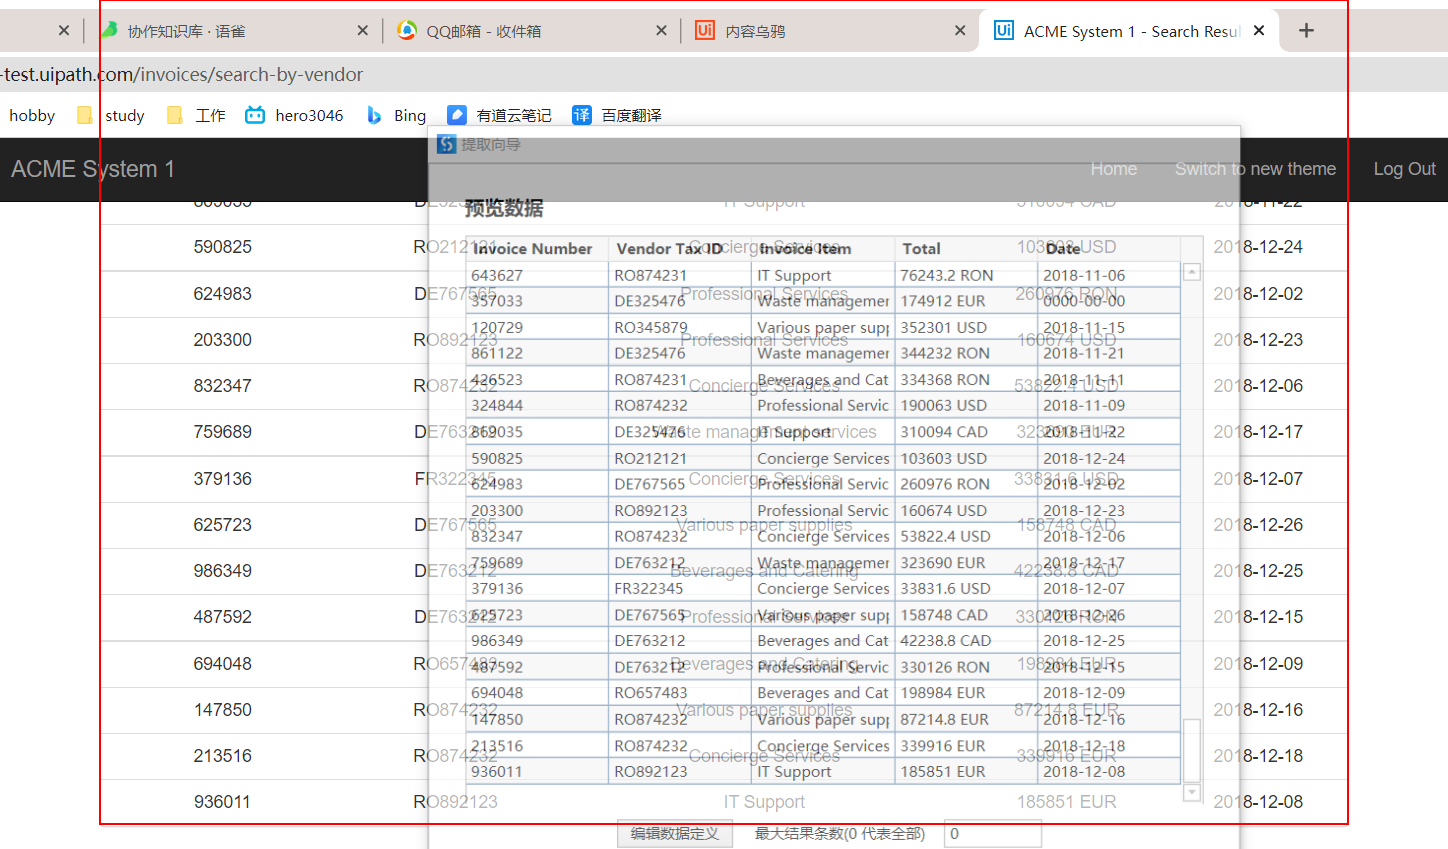 协作知识库 · 语雀 QQ邮箱 - 收件箱 内容乌鸦 ACME System 1 - Search Resul
-test.uipath.com/invoices/search-by-vendor
hobby study 工作 hero3046 Bing 有道云笔记 百度翻译
提取向导
ACME System 1 Home Switch to new theme Log Out
预览数据
Invoice Number Vendor Tax ID Invoice Item Total Date
643627 RO874231 IT Support 76243.2 RON 2018-11-06
357033 DE325476 Waste managemer 174912 EUR 0000-00-00
120729 RO345879 Various paper supp 352301 USD 2018-11-15
861122 DE325476 Waste managemer 344232 RON 2018-11-21
426523 RO874231 Beverages and Cat 334368 RON 2018-11-11
324844 RO874232 Professional Servic 190063 USD 2018-11-09
869035 DE325476 IT Support 310094 CAD 2018-11-22
590825 RO212121 Concierge Services 103603 USD 2018-12-24
624983 DE767565 Professional Servic 260976 RON 2018-12-02
203300 RO892123 Professional Servic 160674 USD 2018-12-23
832347 RO874232 Concierge Services 53822.4 USD 2018-12-06
759689 DE763212 Waste managemer 323690 EUR 2018-12-17
379136 FR322345 Concierge Services 33831.6 USD 2018-12-07
625723 DE767565 Various paper supp 158748 CAD 2018-12-26
986349 DE763212 Beverages and Cat 42238.8 CAD 2018-12-25
487592 DE763212 Professional Servic 330126 RON 2018-12-15
694048 RO657483 Beverages and Cat 198984 EUR 2018-12-09
147850 RO874232 Various paper supp 87214.8 EUR 2018-12-16
213516 RO874232 Concierge Services 339916 EUR 2018-12-18
936011 RO892123 IT Support 185851 EUR 2018-12-08
编辑数据定义 最大结果条数(0 代表全部) 0
IT Support 310094 CAD 2018-11-22
590825 RO212121 Concierge Services 103603 USD 2018-12-24
624983 DE767565 Professional Services 260976 RON 2018-12-02
203300 RO892123 Professional Services 160674 USD 2018-12-23
832347 RO874232 Concierge Services 53822.4 USD 2018-12-06
759689 DE763212 Waste management services 323690 EUR 2018-12-17
379136 FR322345 Concierge Services 33831.6 USD 2018-12-07
625723 DE767565 Various paper supplies 158748 CAD 2018-12-26
986349 DE763212 Beverages and Catering 42238.8 CAD 2018-12-25
487592 DE763212 Professional Services 330126 RON 2018-12-15
694048 RO657483 Beverages and Catering 198984 EUR 2018-12-09
147850 RO874232 Various paper supplies 87214.8 EUR 2018-12-16
213516 RO874232 Concierge Services 339916 EUR 2018-12-18
936011 RO892123 IT Support 185851 EUR 2018-12-08